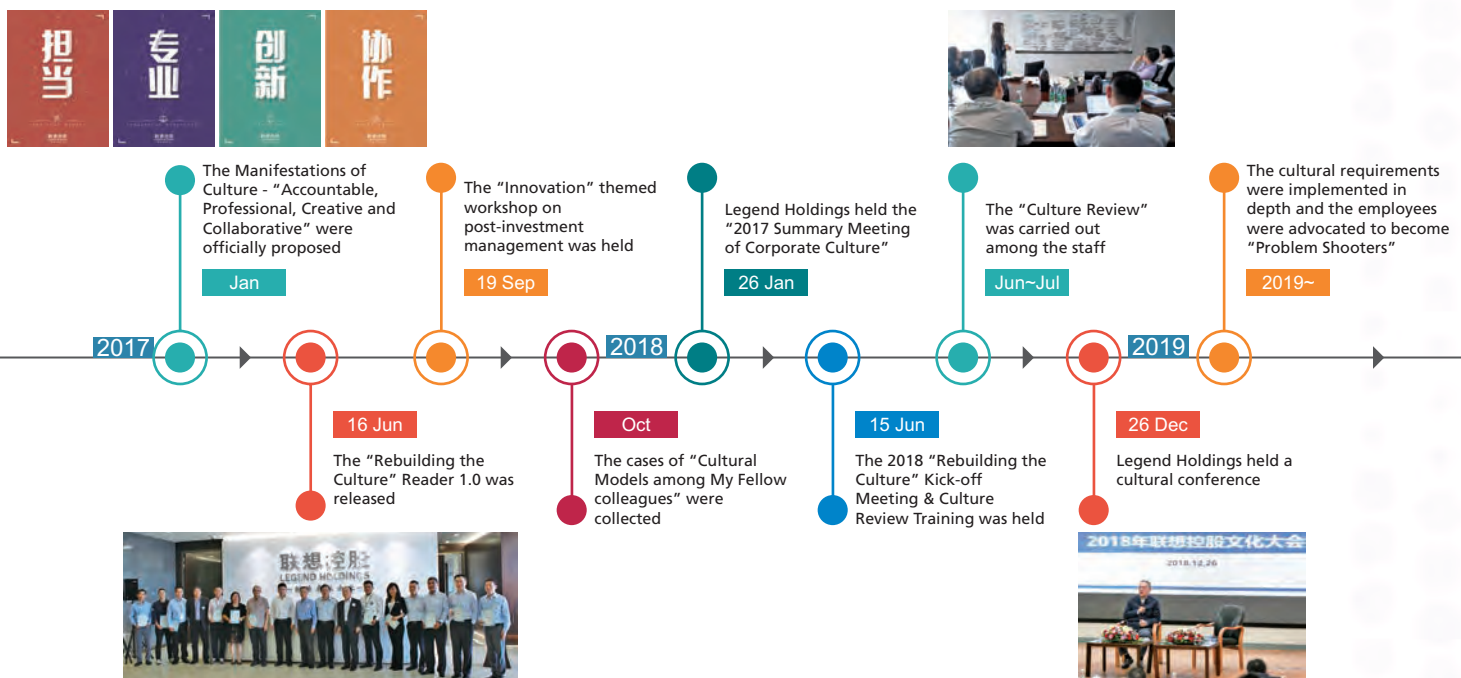 担当
专业
创新
协作
The Manifestations of
Culture - “Accountable,
Professional, Creative and
Collaborative” were
officially proposed
Jan
The “Innovation” themed
workshop on
post-investment
management was held
19 Sep
Legend Holdings held the
“2017 Summary Meeting
of Corporate Culture”
26 Jan
The “Culture Review”
was carried out
among the staff
Jun~Jul
The cultural requirements
were implemented in
depth and the employees
were advocated to become
“Problem Shooters”
2019~
2017
2018
2019
16 Jun
The “Rebuilding the
Culture” Reader 1.0 was
released
Oct
The cases of “Cultural
Models among My Fellow
colleagues” were
collected
15 Jun
The 2018 “Rebuilding the
Culture” Kick-off
Meeting & Culture
Review Training was held
26 Dec
Legend Holdings held a
cultural conference
联想控股
LEGEND HOLDINGS
2018年联想控股文化大会
2018.12.26